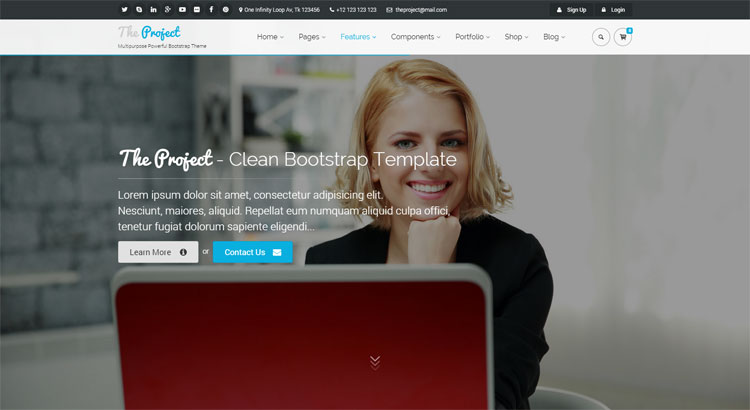 One Infinity Loop Av, Tk 123456
+12 123 123 123
theproject@mail.com
Sign Up
Login
The Project
Multipurpose Powerful Bootstrap Theme
Home
Pages
Features
Components
Portfolio
Shop
Blog
The Project - Clean Bootstrap Template
Lorem ipsum dolor sit amet, consectetur adipisicing elit.
Nesciunt, maiores, aliquid. Repellat eum numquam aliquid culpa offici,
tenetur fugiat dolorum sapiente eligendi...
Learn More
or
Contact Us